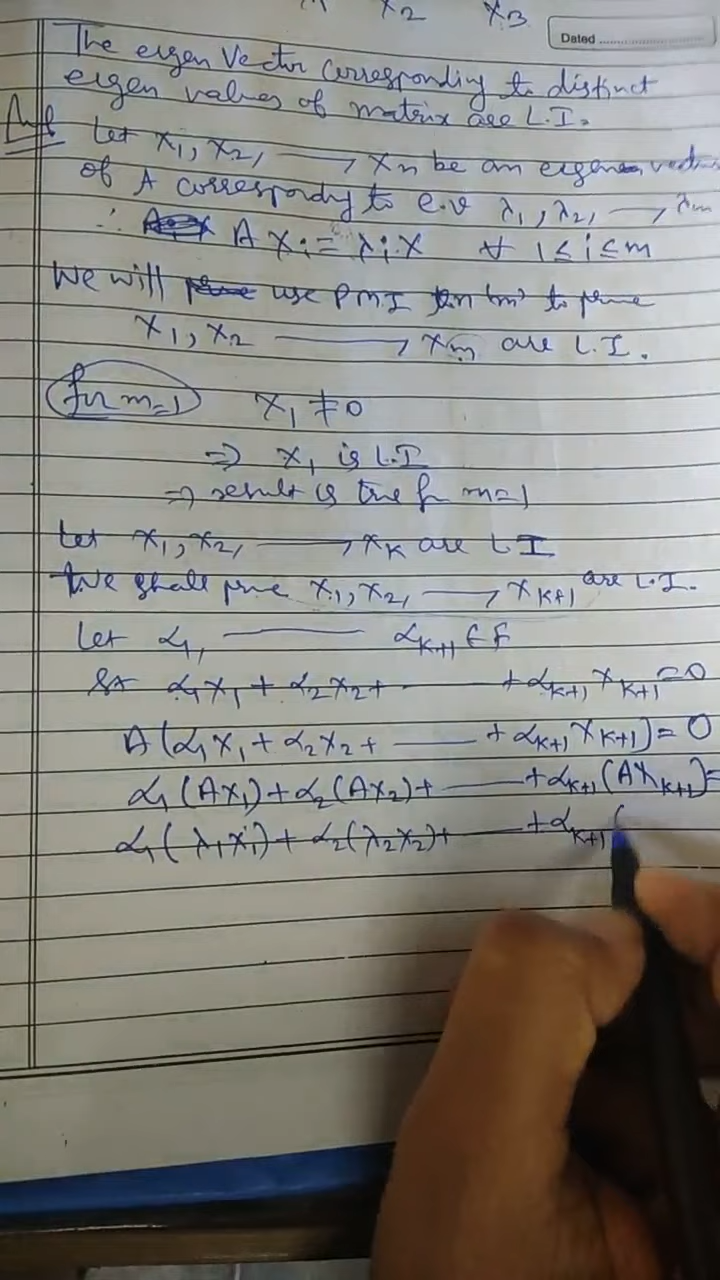 x2 x3
Dated
The eigen Vector Corresponding to distinct
eigen values of matrix are L.I.
Let x1, x2, ⟶ xn be an eigen vectors
of A correspondy to e.v λ1, λ2, ⟶ λm
∴ A Xi = λi X ∀ 1 ≤ i ≤ m
We will use PMI on 'm' to prove
x1, x2 ⟶, xm are L.I.
for m=1 x1 ≠ 0
⇒ x1 is L.I
⇒ result is true for m=1
Let x1, x2, ⟶, xK are L I
We shall prove x1, x2, ⟶, xK+1 are L.I.
Let α1, —— αK+1 ∈ F
St α1x1 + α2x2 + —— + αK+1 xK+1 = 0
A(α1x1 + α2x2 + —— + αK+1 xK+1) = 0
α1(Ax1) + α2(Ax2) + —— + αK+1(AxK+1) =
α1(λ1x1) + α2(λ2x2) + —— + αK+1(